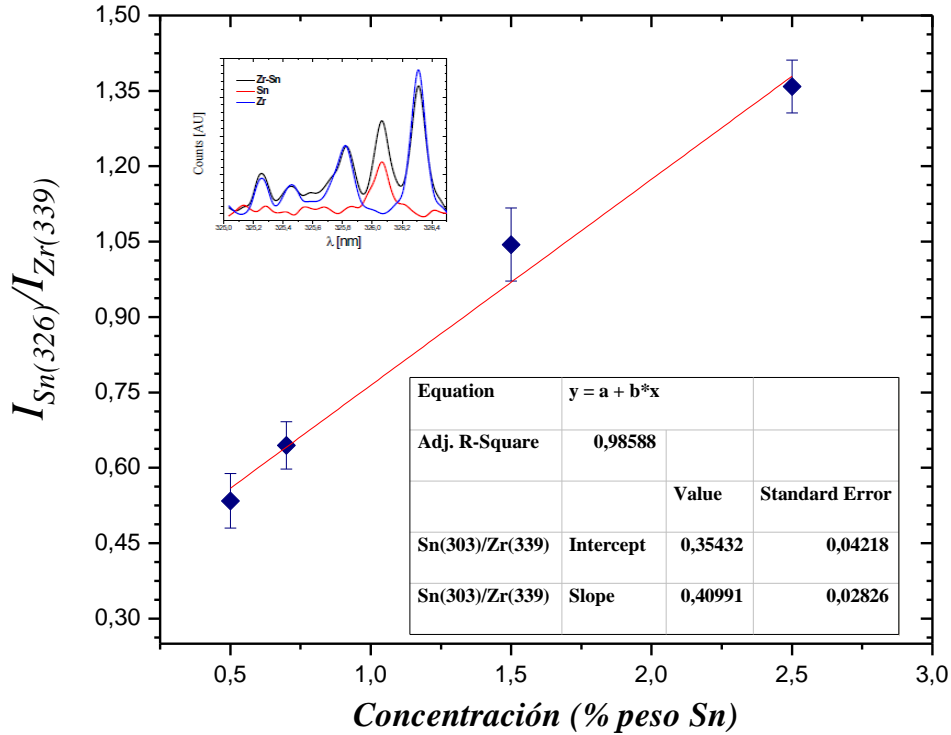 1,50
1,35
1,20
1,05
0,90
0,75
0,60
0,45
0,30
I Sn(326)/I Zr(339)
Zr-Sn
Sn
Zr
Counts [AU]
325,0 325,2 325,4 325,6 325,8 326,0 326,2 326,4
λ [nm]
Equation y = a + b*x
Adj. R-Square 0,98588
Value Standard Error
Sn(303)/Zr(339) Intercept 0,35432 0,04218
Sn(303)/Zr(339) Slope 0,40991 0,02826
0,5 1,0 1,5 2,0 2,5 3,0
Concentración (% peso Sn)